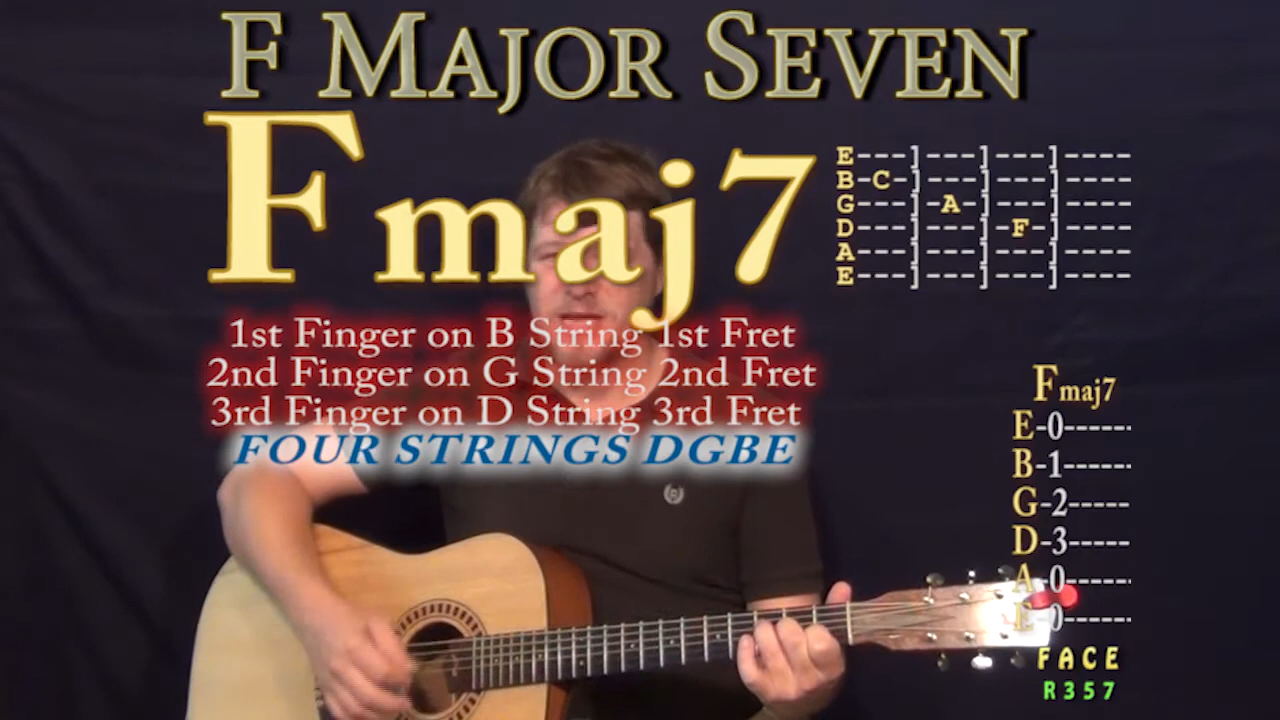 F Major Seven
Fmaj7
E---]---]---]----
B-C-]---]---]----
G---]-A-]---]----
D---]---]-F-]----
A---]---]---]----
E---]---]---]----
1st Finger on B String 1st Fret
2nd Finger on G String 2nd Fret
3rd Finger on D String 3rd Fret
FOUR STRINGS DGBE
Fmaj7
E-0------
B-1------
G-2-----
D-3-----
A-0------
E-0-----
FACE
R357